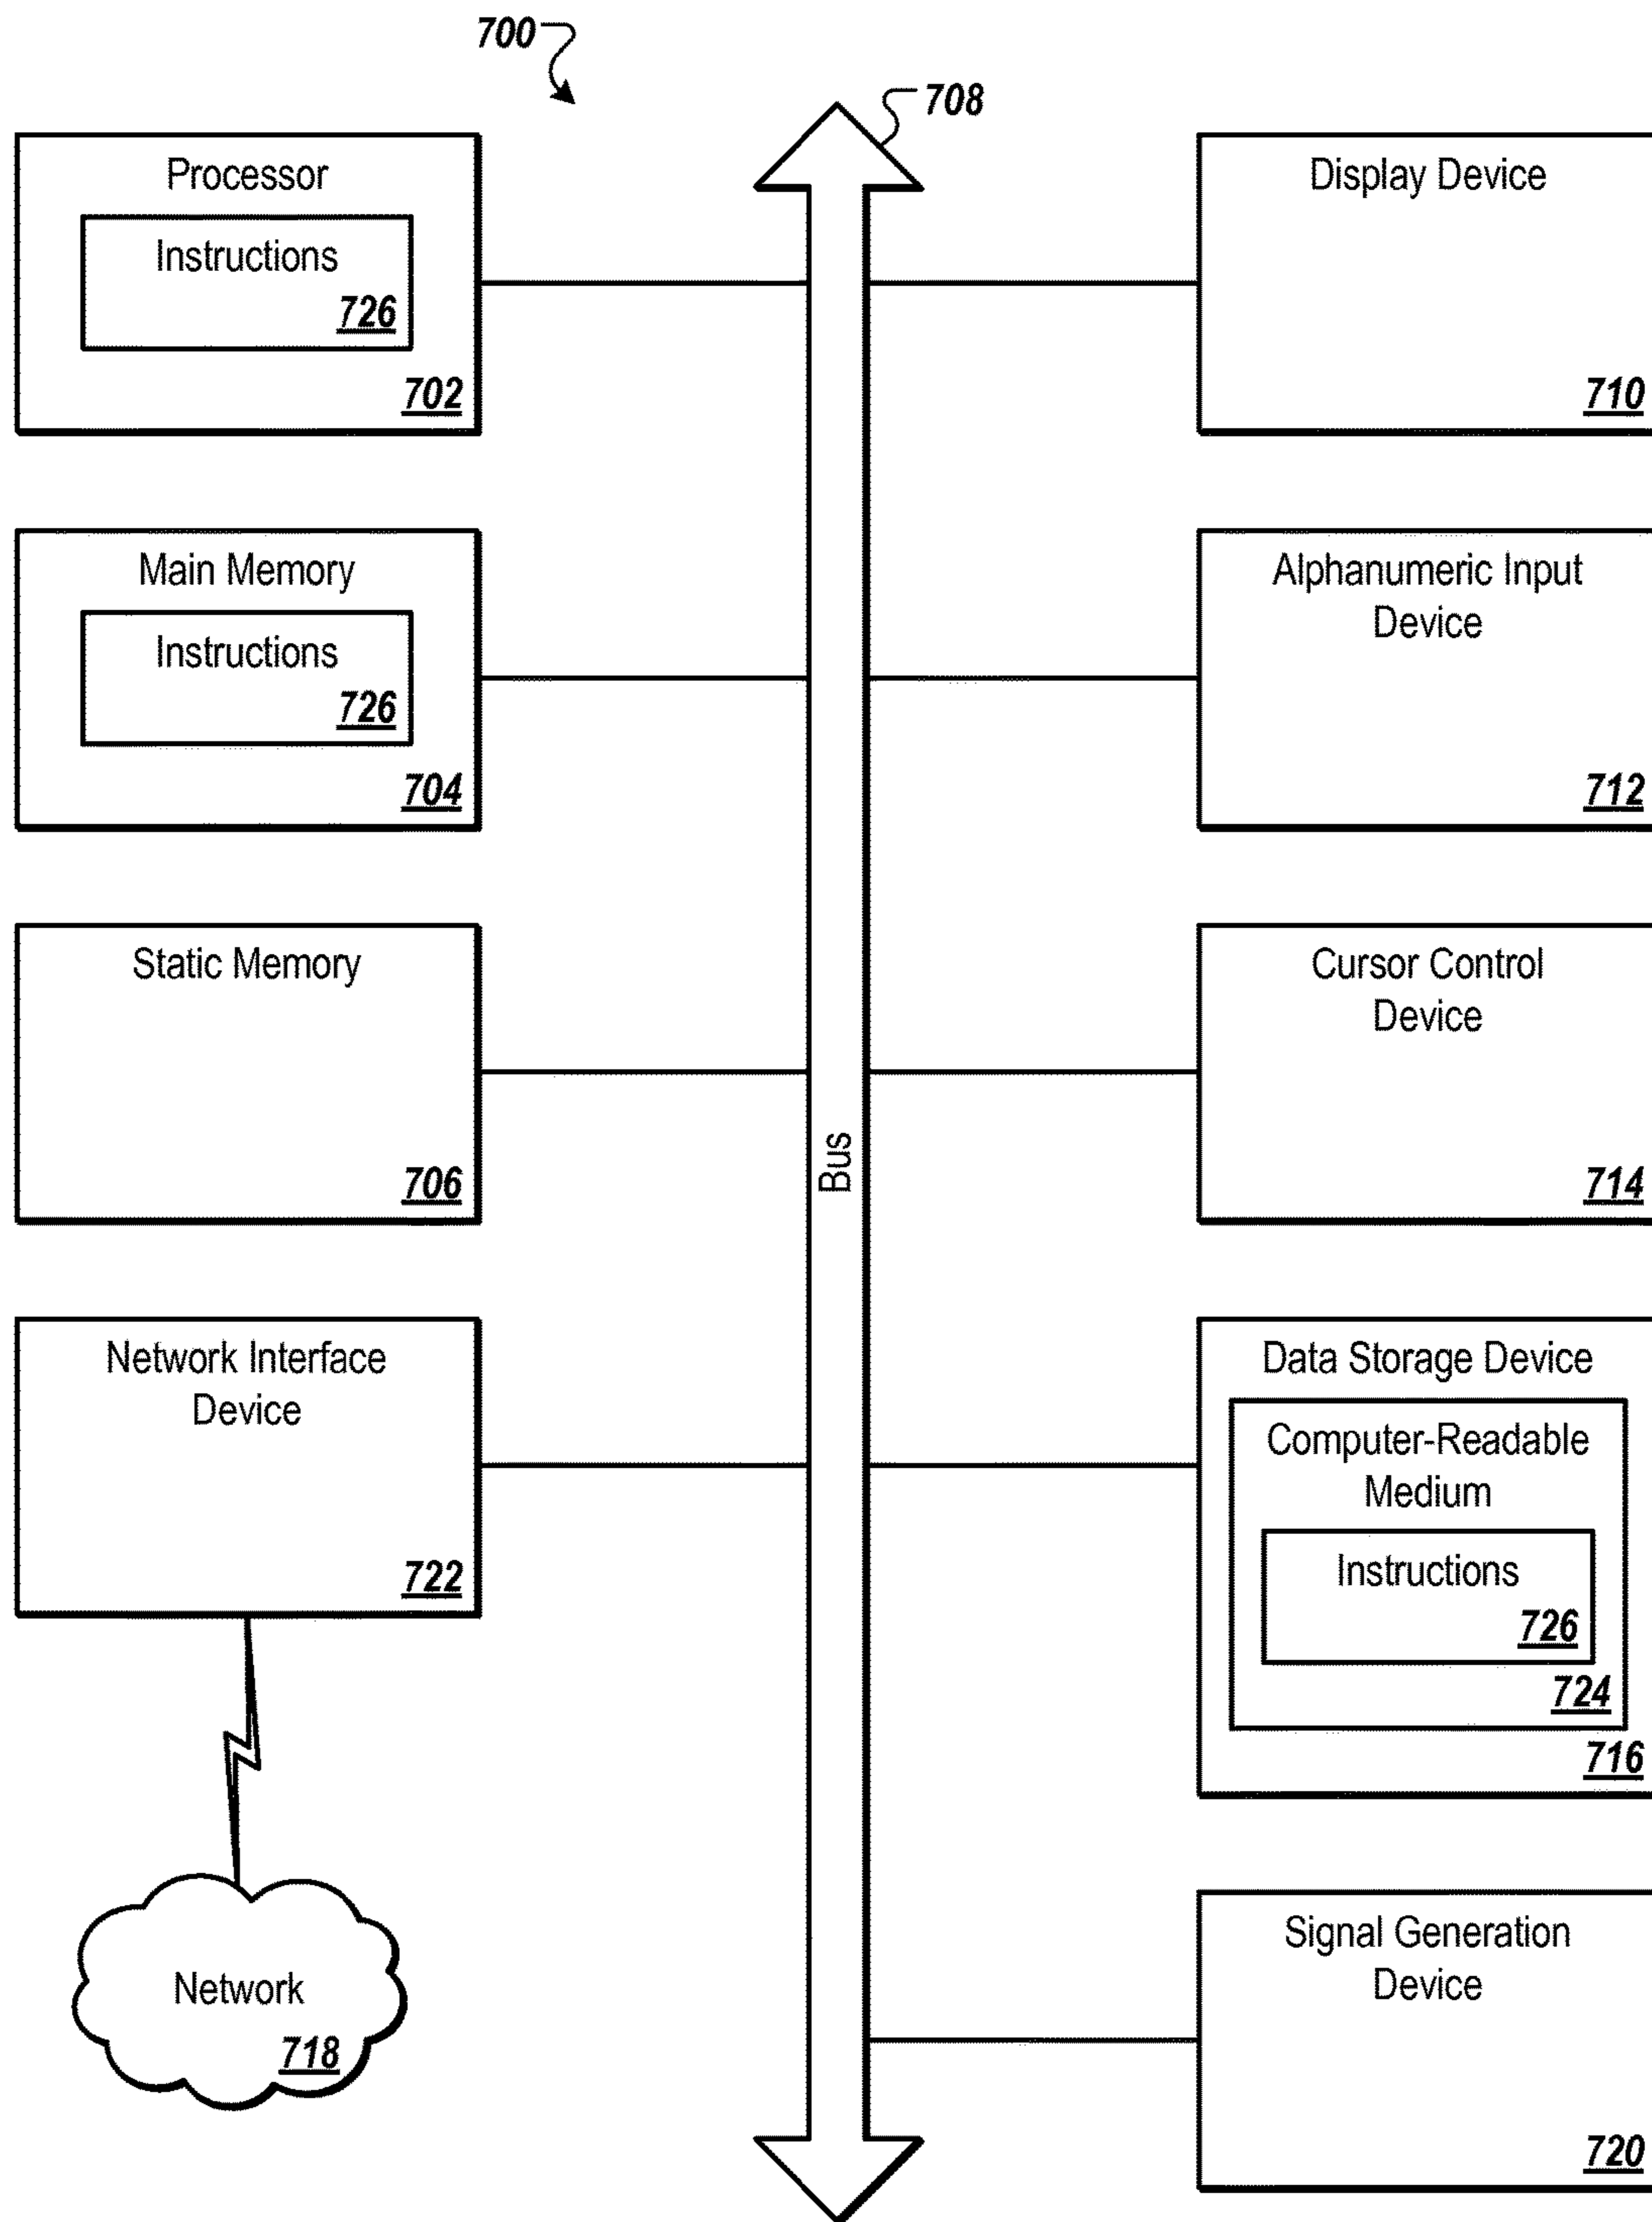 700
708
Processor
Instructions
726
702
Main Memory
Instructions
726
704
Static Memory
706
Network Interface
Device
722
Network
718
Bus
Display Device
710
Alphanumeric Input
Device
712
Cursor Control
Device
714
Data Storage Device
Computer-Readable
Medium
Instructions
726
724
716
Signal Generation
Device
720